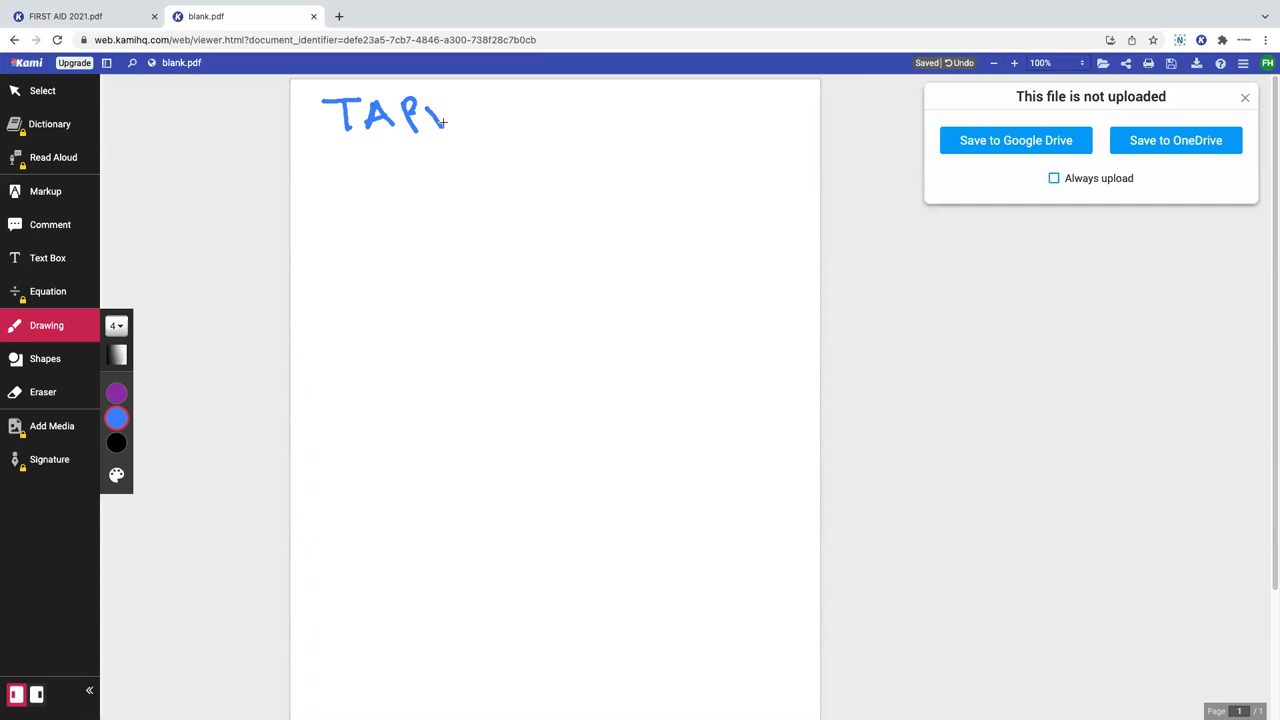 FIRST AID 2021.pdf
blank.pdf
web.kamihq.com/web/viewer.html?document_identifier=defe23a5-7cb7-4846-a300-738f28c7b0cb
FH
Kami Upgrade blank.pdf Saved Undo 100%
Select
Dictionary
Read Aloud
Markup
Comment
Text Box
Equation
Drawing
Shapes
Eraser
Add Media
Signature
4
TAP
This file is not uploaded
Save to Google Drive
Save to OneDrive
Always upload
Page 1 / 1